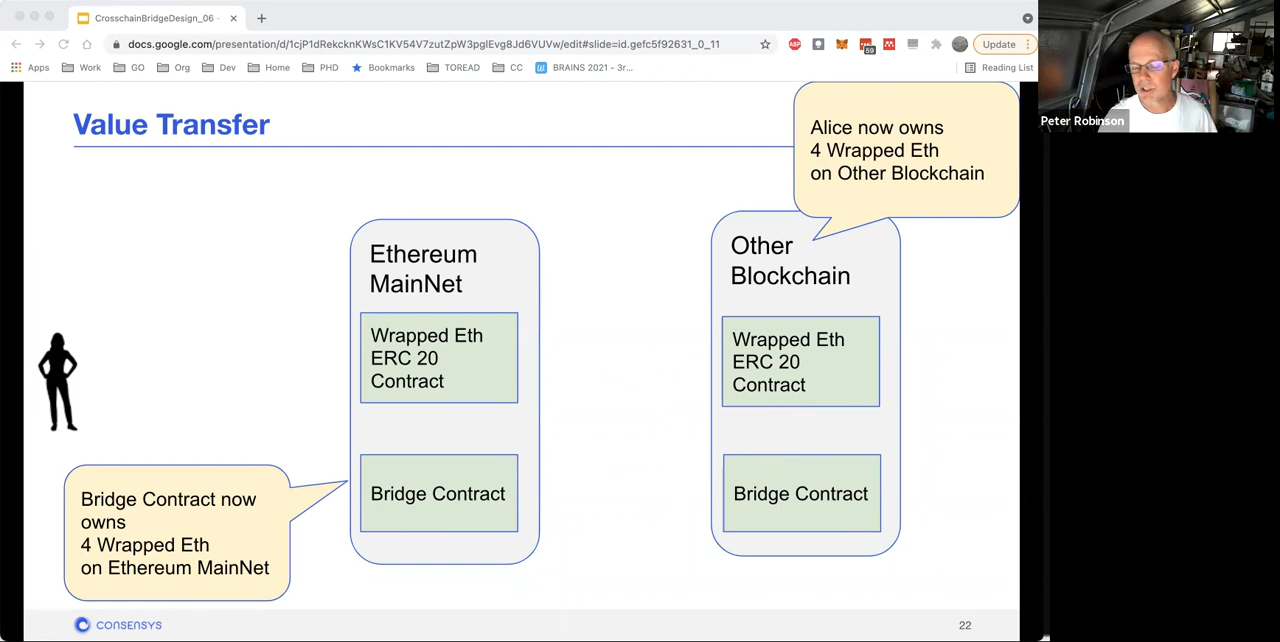 CrosschainBridgeDesign_06 -
docs.google.com/presentation/d/1cjP1dRekcknKWsC1KV54V7zutZpW3pglEvg8Jd6VUVw/edit#slide=id.gefc5f92631_0_11
ABP
59
Update
Apps
Work
GO
Org
Dev
Home
PHD
Bookmarks
TOREAD
CC
BRAINS 2021 - 3r...
Reading List
Peter Robinson
Value Transfer
Alice now owns
4 Wrapped Eth
on Other Blockchain
Ethereum
MainNet
Wrapped Eth
ERC 20
Contract
Bridge Contract
Other
Blockchain
Wrapped Eth
ERC 20
Contract
Bridge Contract
Bridge Contract now
owns
4 Wrapped Eth
on Ethereum MainNet
CONSENSYS
22